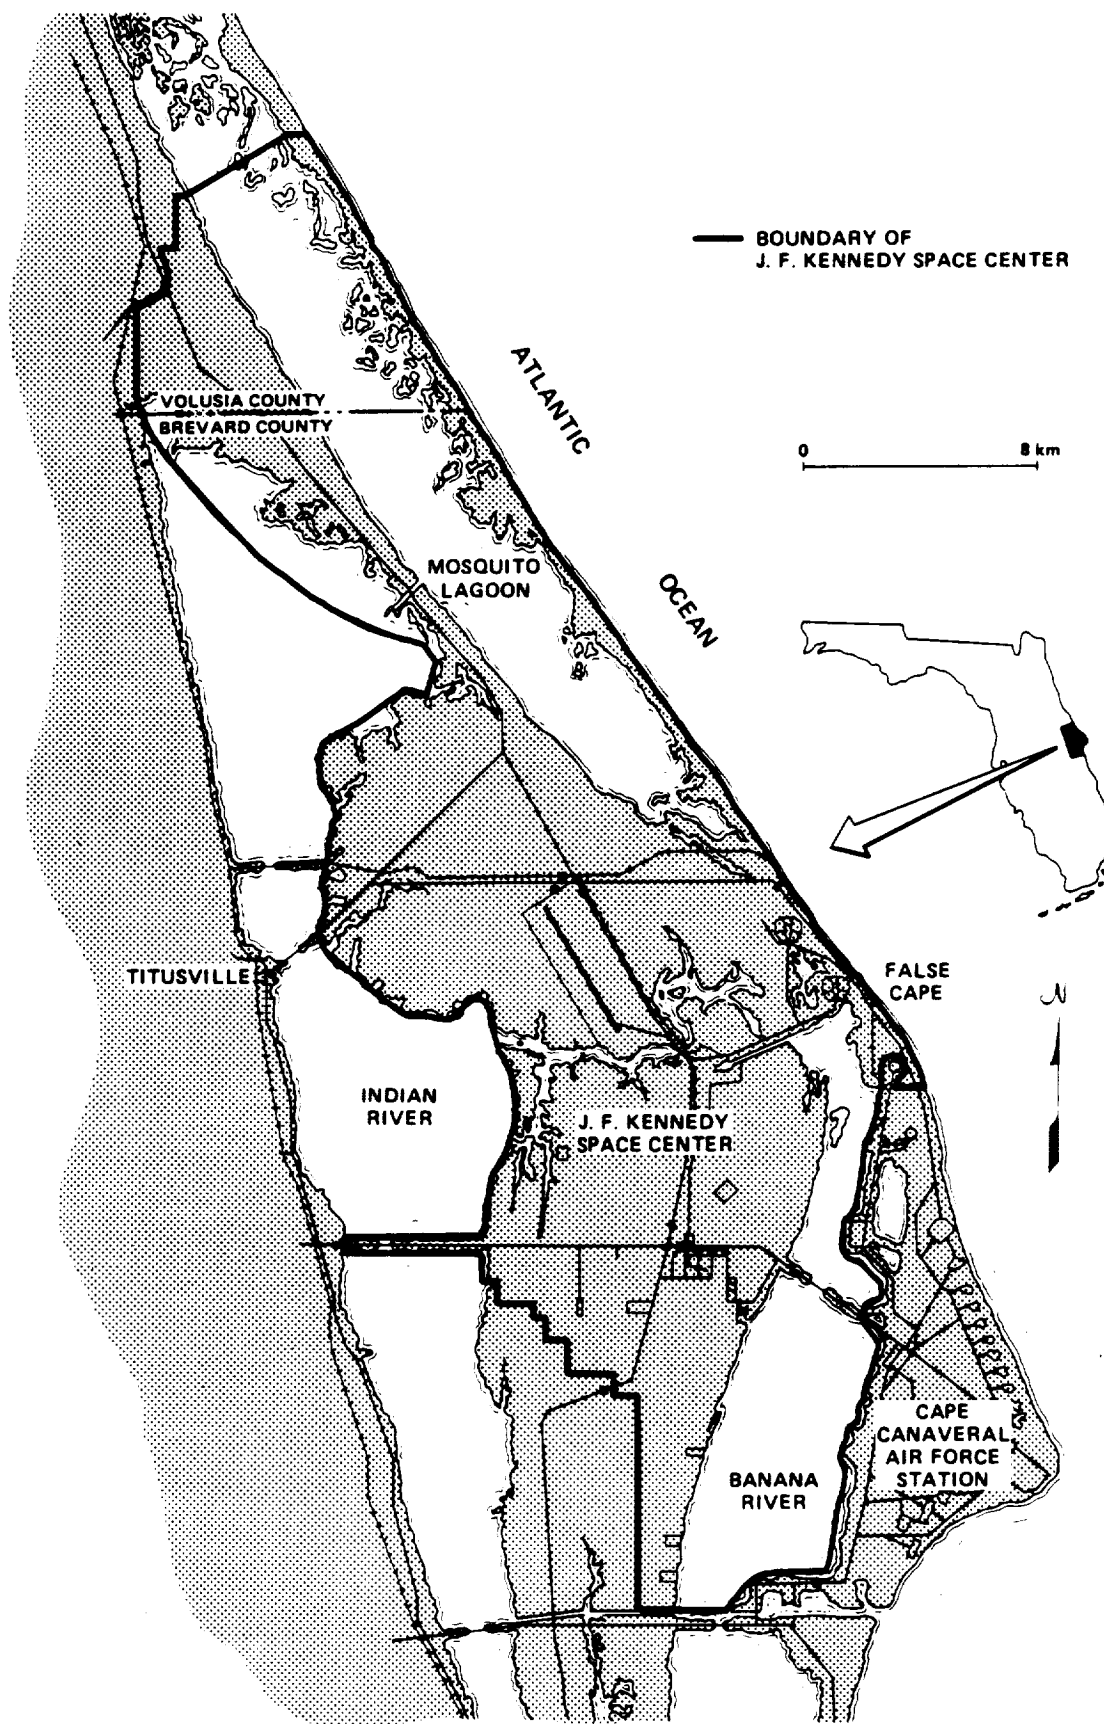 BOUNDARY OF
J. F. KENNEDY SPACE CENTER
ATLANTIC
VOLUSIA COUNTY
BREVARD COUNTY
0 8 km
MOSQUITO
LAGOON
OCEAN
TITUSVILLE
FALSE
CAPE
N
INDIAN
RIVER
J. F. KENNEDY
SPACE CENTER
CAPE
CANAVERAL
AIR FORCE
STATION
BANANA
RIVER